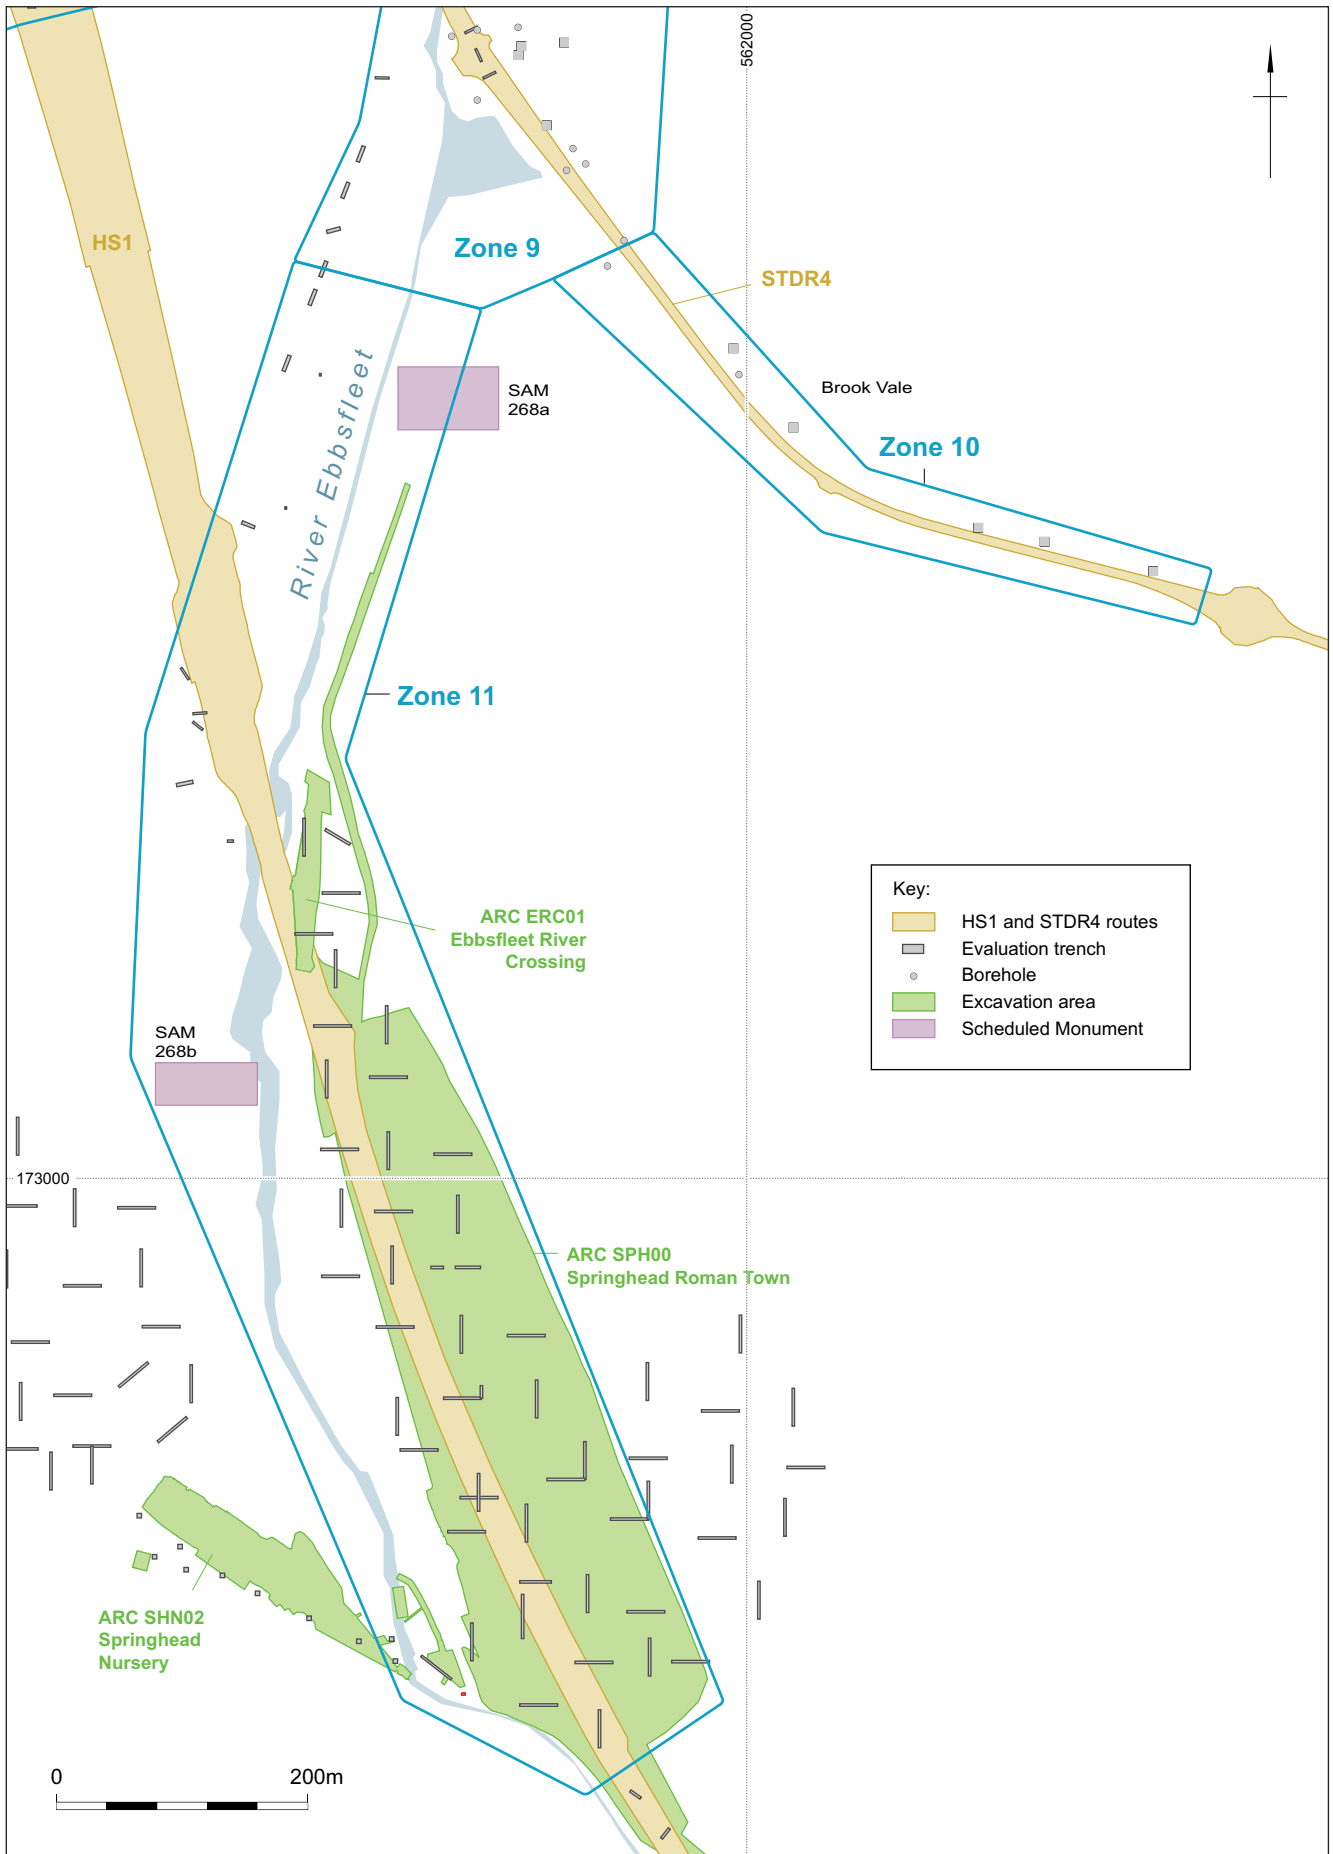 562000
HS1
Zone 9
STDR4
River Ebbsfleet
SAM
268a
Brook Vale
Zone 10
Zone 11
Key:
HS1 and STDR4 routes
Evaluation trench
Borehole
Excavation area
Scheduled Monument
ARC ERC01
Ebbsfleet River
Crossing
SAM
268b
173000
ARC SPH00
Springhead Roman Town
ARC SHN02
Springhead
Nursery
0 200m